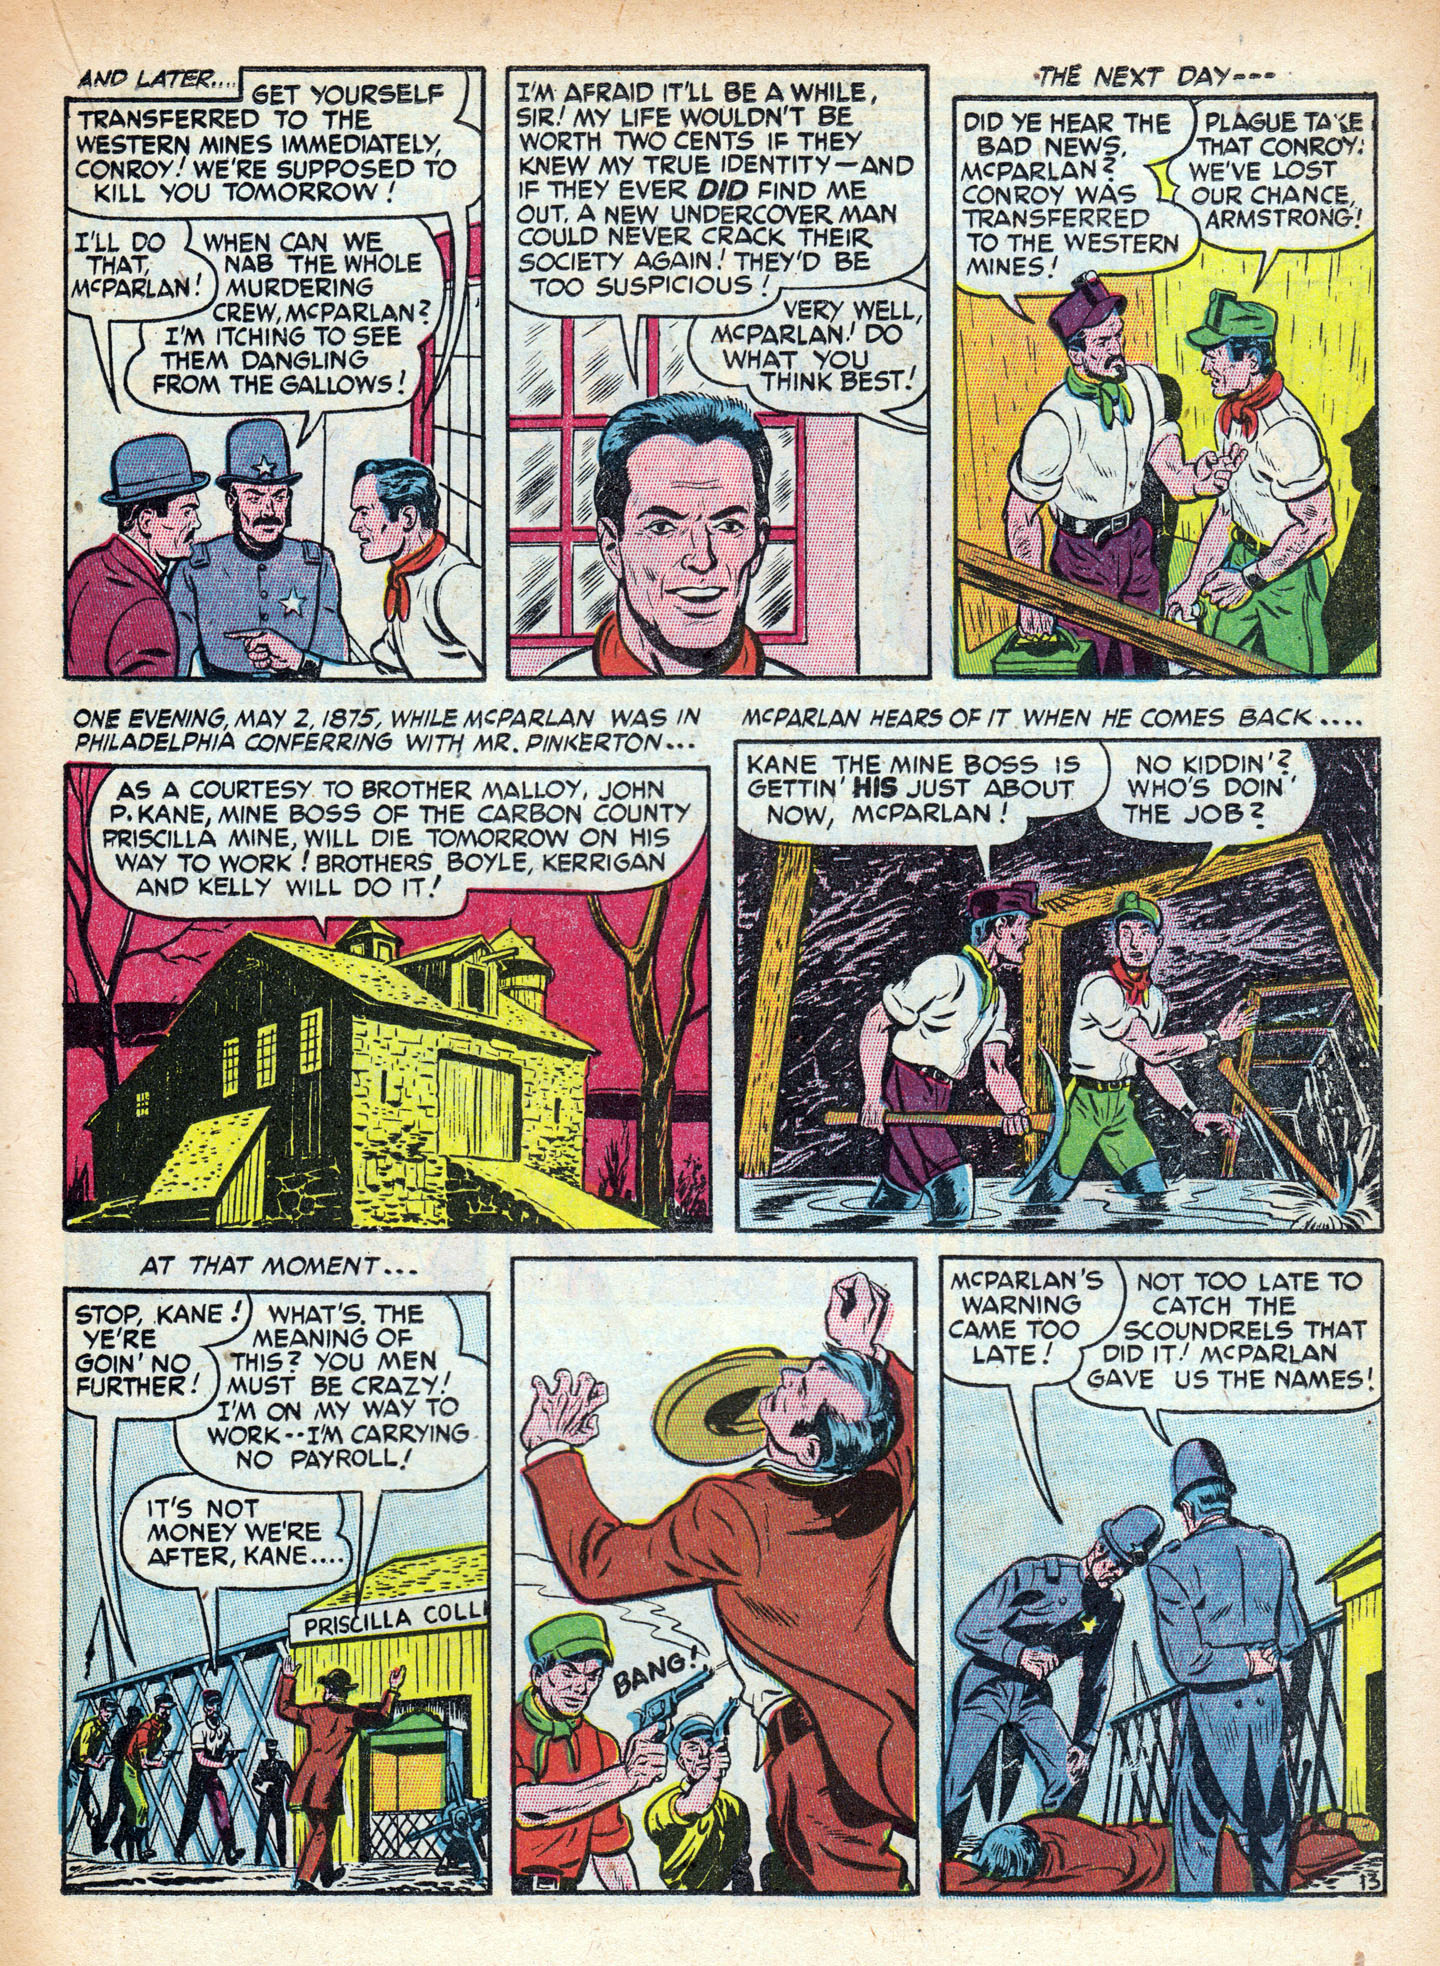 AND LATER....
GET YOURSELF
TRANSFERRED TO THE
WESTERN MINES IMMEDIATELY,
CONROY! WE'RE SUPPOSED TO
KILL YOU TOMORROW!
I'LL DO
THAT,
McPARLAN!
WHEN CAN WE
NAB THE WHOLE
MURDERING
CREW, McPARLAN?
I'M ITCHING TO SEE
THEM DANGLING
FROM THE GALLOWS!
I'M AFRAID IT'LL BE A WHILE,
SIR! MY LIFE WOULDN'T BE
WORTH TWO CENTS IF THEY
KNEW MY TRUE IDENTITY—AND
IF THEY EVER DID FIND ME
OUT, A NEW UNDERCOVER MAN
COULD NEVER CRACK THEIR
SOCIETY AGAIN! THEY'D BE
TOO SUSPICIOUS!
VERY WELL,
McPARLAN! DO
WHAT YOU
THINK BEST!
THE NEXT DAY---
DID YE HEAR THE
BAD NEWS,
McPARLAN?
CONROY WAS
TRANSFERRED
TO THE WESTERN
MINES!
PLAGUE TAKE
THAT CONROY!
WE'VE LOST
OUR CHANCE,
ARMSTRONG!
ONE EVENING, MAY 2, 1875, WHILE McPARLAN WAS IN
PHILADELPHIA CONFERRING WITH MR. PINKERTON...
AS A COURTESY TO BROTHER MALLOY, JOHN
P. KANE, MINE BOSS OF THE CARBON COUNTY
PRISCILLA MINE, WILL DIE TOMORROW ON HIS
WAY TO WORK! BROTHERS BOYLE, KERRIGAN
AND KELLY WILL DO IT!
McPARLAN HEARS OF IT WHEN HE COMES BACK....
KANE THE MINE BOSS IS
GETTIN' HIS JUST ABOUT
NOW, McPARLAN!
NO KIDDIN'?
WHO'S DOIN'
THE JOB?
AT THAT MOMENT...
STOP, KANE!
YE'RE
GOIN' NO
FURTHER!
WHAT'S THE
MEANING OF
THIS? YOU MEN
MUST BE CRAZY!
I'M ON MY WAY TO
WORK--I'M CARRYING
NO PAYROLL!
IT'S NOT
MONEY WE'RE
AFTER, KANE....
PRISCILLA COLLI
BANG!
McPARLAN'S
WARNING
CAME TOO
LATE!
NOT TOO LATE TO
CATCH THE
SCOUNDRELS THAT
DID IT! McPARLAN
GAVE US THE NAMES!
13